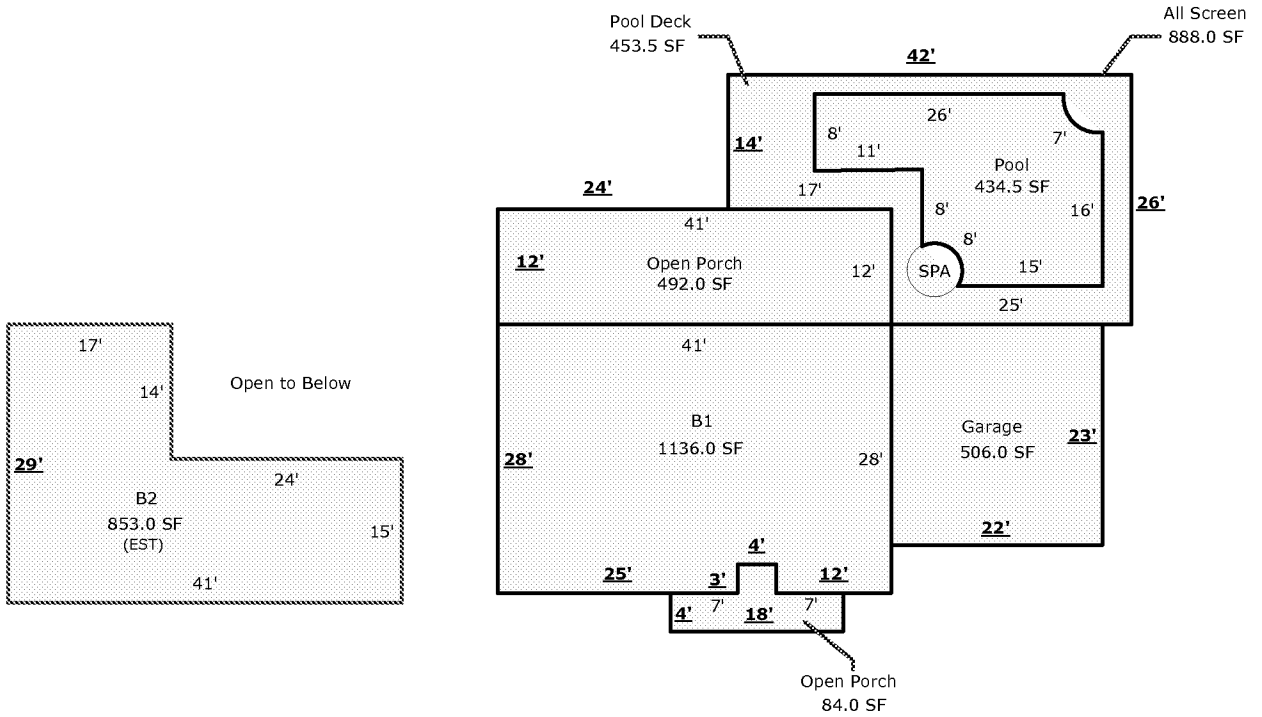 All Screen
888.0 SF
Pool Deck
453.5 SF
42'
26'
8'
7'
14'
11'
Pool
434.5 SF
17'
24'
26'
8'
16'
41'
8'
12'
Open Porch
492.0 SF
12'
SPA
15'
25'
17'
41'
14'
Open to Below
B1
1136.0 SF
Garage
506.0 SF
23'
29'
28'
28'
24'
B2
853.0 SF
(EST)
15'
22'
4'
41'
25'
3'
12'
7'
7'
4'
18'
Open Porch
84.0 SF